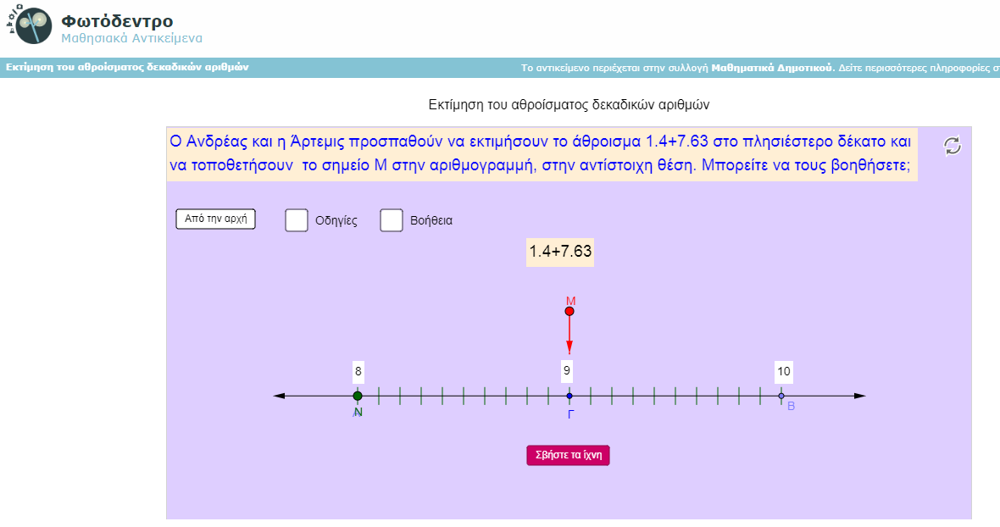 Φωτόδεντρο
Μαθησιακά Αντικείμενα
Εκτίμηση του αθροίσματος δεκαδικών αριθμών
Το αντικείμενο περιέχεται στην συλλογή Μαθηματικά Δημοτικού. Δείτε περισσότερες πληροφορίες σ
Εκτίμηση του αθροίσματος δεκαδικών αριθμών
Ο Ανδρέας και η Άρτεμις προσπαθούν να εκτιμήσουν το άθροισμα 1.4+7.63 στο πλησιέστερο δέκατο και
να τοποθετήσουν το σημείο Μ στην αριθμογραμμή, στην αντίστοιχη θέση. Μπορείτε να τους βοηθήσετε;
Από την αρχή
Οδηγίες
Βοήθεια
1.4+7.63
Μ
8
9
10
Ν
Γ
Β
Σβήστε τα ίχνη